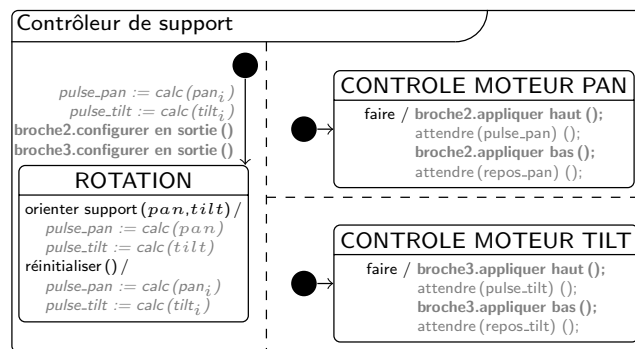 Contrôleur de support
pulse_pan := calc (pan_i)
pulse_tilt := calc (tilt_i)
broche2.configurer en sortie ()
broche3.configurer en sortie ()
ROTATION
orienter support (pan,tilt) /
pulse_pan := calc (pan)
pulse_tilt := calc (tilt)
réinitialiser () /
pulse_pan := calc (pan_i)
pulse_tilt := calc (tilt_i)
CONTROLE MOTEUR PAN
faire / broche2.appliquer haut ();
attendre (pulse_pan) ();
broche2.appliquer bas ();
attendre (repos_pan) ();
CONTROLE MOTEUR TILT
faire / broche3.appliquer haut ();
attendre (pulse_tilt) ();
broche3.appliquer bas ();
attendre (repos_tilt) ();